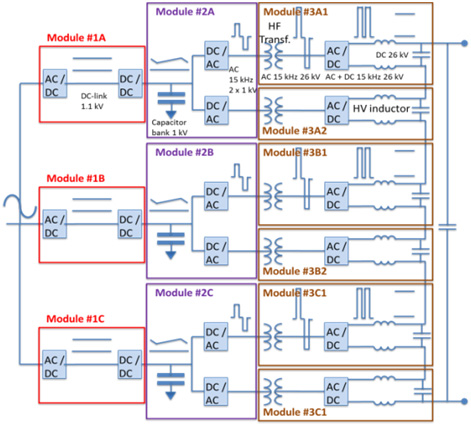 Module #1A
AC /
DC
DC /
DC
DC-link
1.1 kV
Module #2A
Capacitor
bank 1 kV
DC /
AC
AC
15 kHz
2 x 1 kV
DC /
AC
Module #3A1
HF
Transf.
AC 15 kHz 26 kV
AC /
DC
DC 26 kV
AC + DC 15 kHz 26 kV
AC /
DC
HV inductor
Module #3A2
Module #1B
AC /
DC
DC /
DC
Module #2B
DC /
AC
DC /
AC
Module #3B1
AC /
DC
AC /
DC
Module #3B2
Module #1C
AC /
DC
DC /
DC
Module #2C
DC /
AC
DC /
AC
Module #3C1
AC /
DC
AC /
DC
Module #3C1